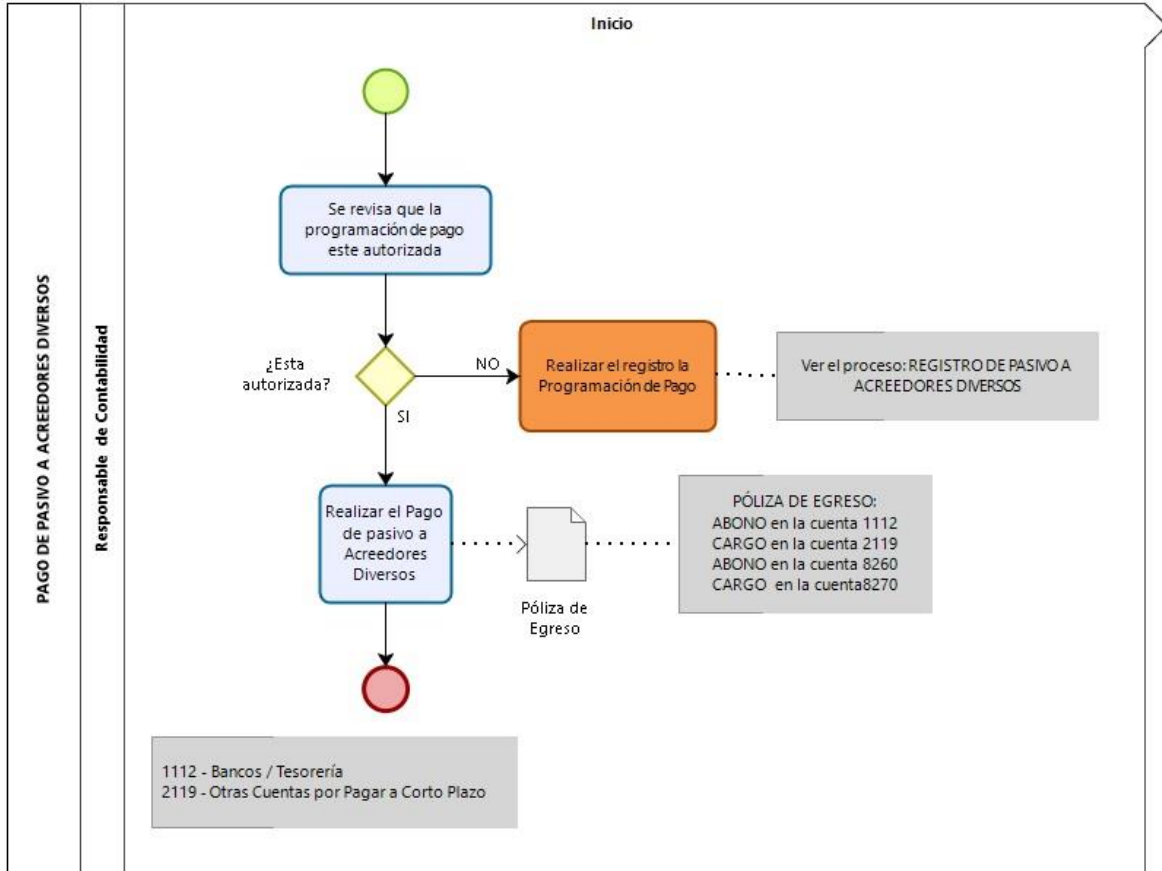 PAGO DE PASIVO A ACREEDORES DIVERSOS
Responsable de Contabilidad
Inicio
Se revisa que la
programación de pago
este autorizada
¿Esta
autorizada?
NO
SI
Realizar el registro la
Programación de Pago
Ver el proceso: REGISTRO DE PASIVO A
ACREEDORES DIVERSOS
Realizar el Pago
de pasivo a
Acreedores
Diversos
Póliza de
Egreso
PÓLIZA DE EGRESO:
ABONO en la cuenta 1112
CARGO en la cuenta 2119
ABONO en la cuenta 8260
CARGO en la cuenta8270
1112 - Bancos / Tesorería
2119 - Otras Cuentas por Pagar a Corto Plazo